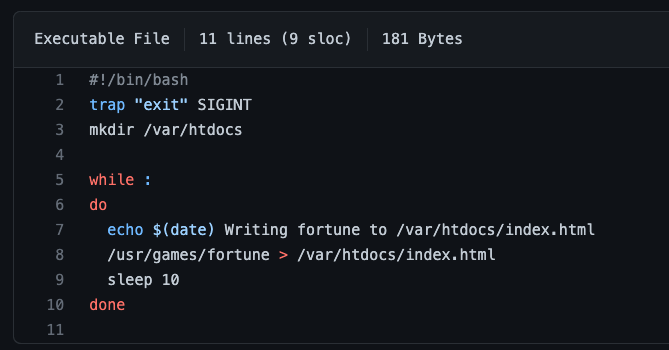 Executable File 11 lines (9 sloc) 181 Bytes
1 #!/bin/bash
2 trap "exit" SIGINT
3 mkdir /var/htdocs
4
5 while :
6 do
7 echo $(date) Writing fortune to /var/htdocs/index.html
8 /usr/games/fortune > /var/htdocs/index.html
9 sleep 10
10 done
11